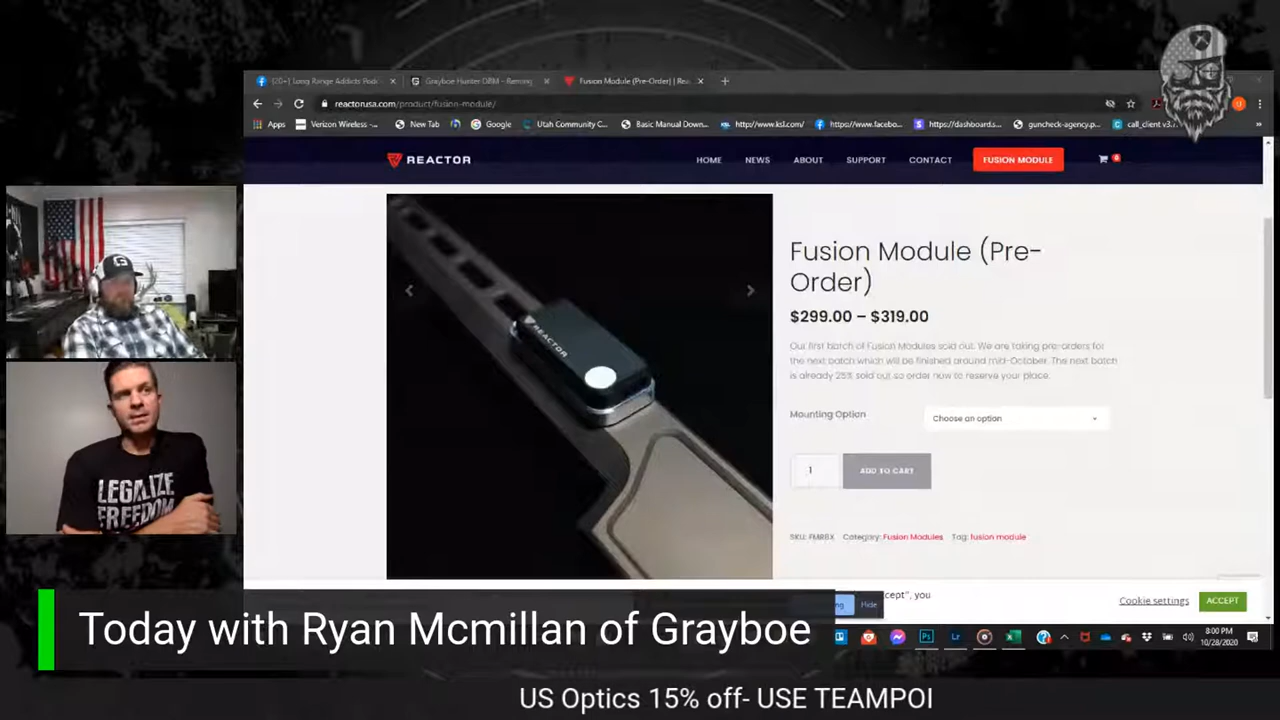 (20+) Long Range Addicts Podc
Grayboe Hunter DBM - Reming
Fusion Module (Pre-Order) | Rea
reactorusa.com/product/fusion-module/
Apps
Verizon Wireless -...
New Tab
Google
Utah Community C...
Basic Manual Down...
http://www.ksl.com/
https://www.facebo...
https://dashboard.s...
guncheck-agency.p...
call_client v3.7
REACTOR
HOME
NEWS
ABOUT
SUPPORT
CONTACT
FUSION MODULE
0
REACTOR
Fusion Module (Pre-
Order)
$299.00 – $319.00
Our first batch of Fusion Modules sold out. We are taking pre-orders for
the next batch which will be finished around mid-October. The next batch
is already 25% sold out so order now to reserve your place.
Mounting Option
Choose an option
1
ADD TO CART
SKU: FMRBX
Category: Fusion Modules
Tag: fusion module
LEGALIZE
FREEDOM
cept", you
Hide
Cookie settings
ACCEPT
Today with Ryan Mcmillan of Grayboe
8:00 PM
10/28/2020
US Optics 15% off- USE TEAMPOI